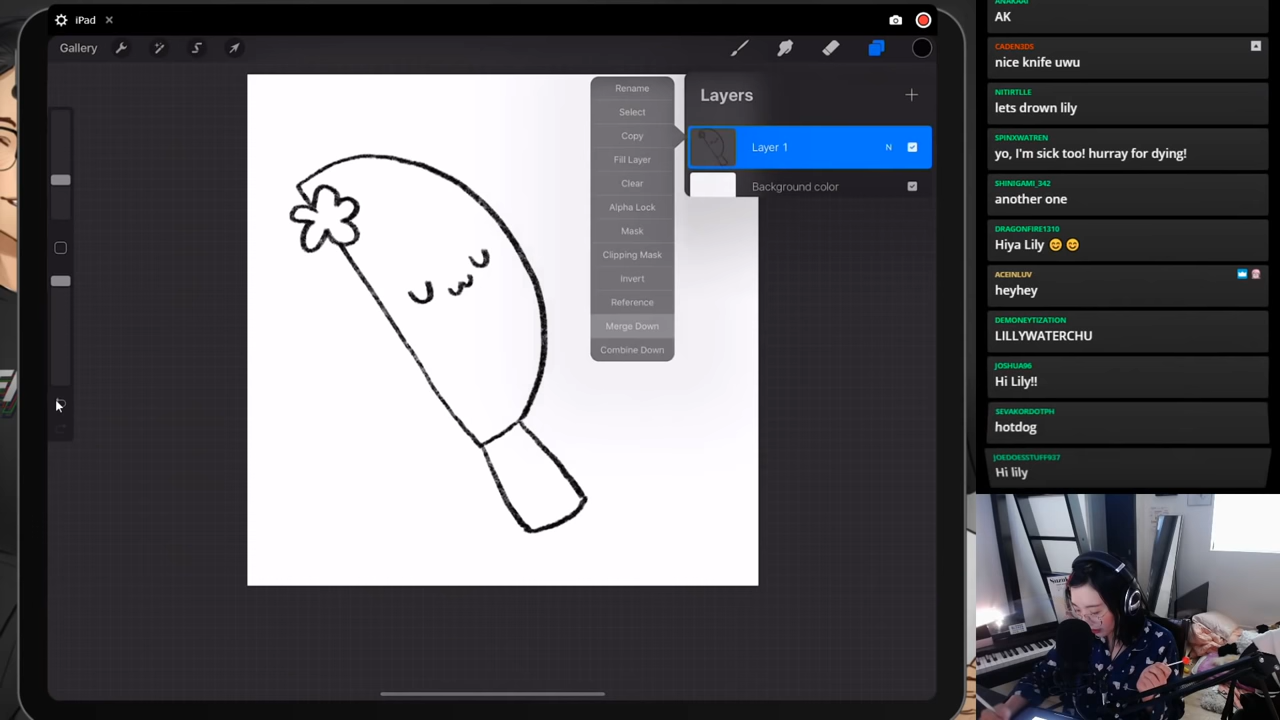 iPad
Gallery
Rename
Select
Copy
Fill Layer
Clear
Alpha Lock
Mask
Clipping Mask
Invert
Reference
Merge Down
Combine Down
Layers
Layer 1
N
Background color
AK
CADEN3DS
nice knife uwu
NITIRTLLE
lets drown lily
SPINXWATREN
yo, I'm sick too! hurray for dying!
SHINIGAMI_342
another one
DRAGONFIRE1310
Hiya Lily 😊 😊
ACEINLUV
heyhey
DEMONEYTIZATION
LILLYWATERCHU
JOSHUA96
Hi Lily!!
SEVAKORDOTPH
hotdog
JOEDOESSTUFF937
Hi lily